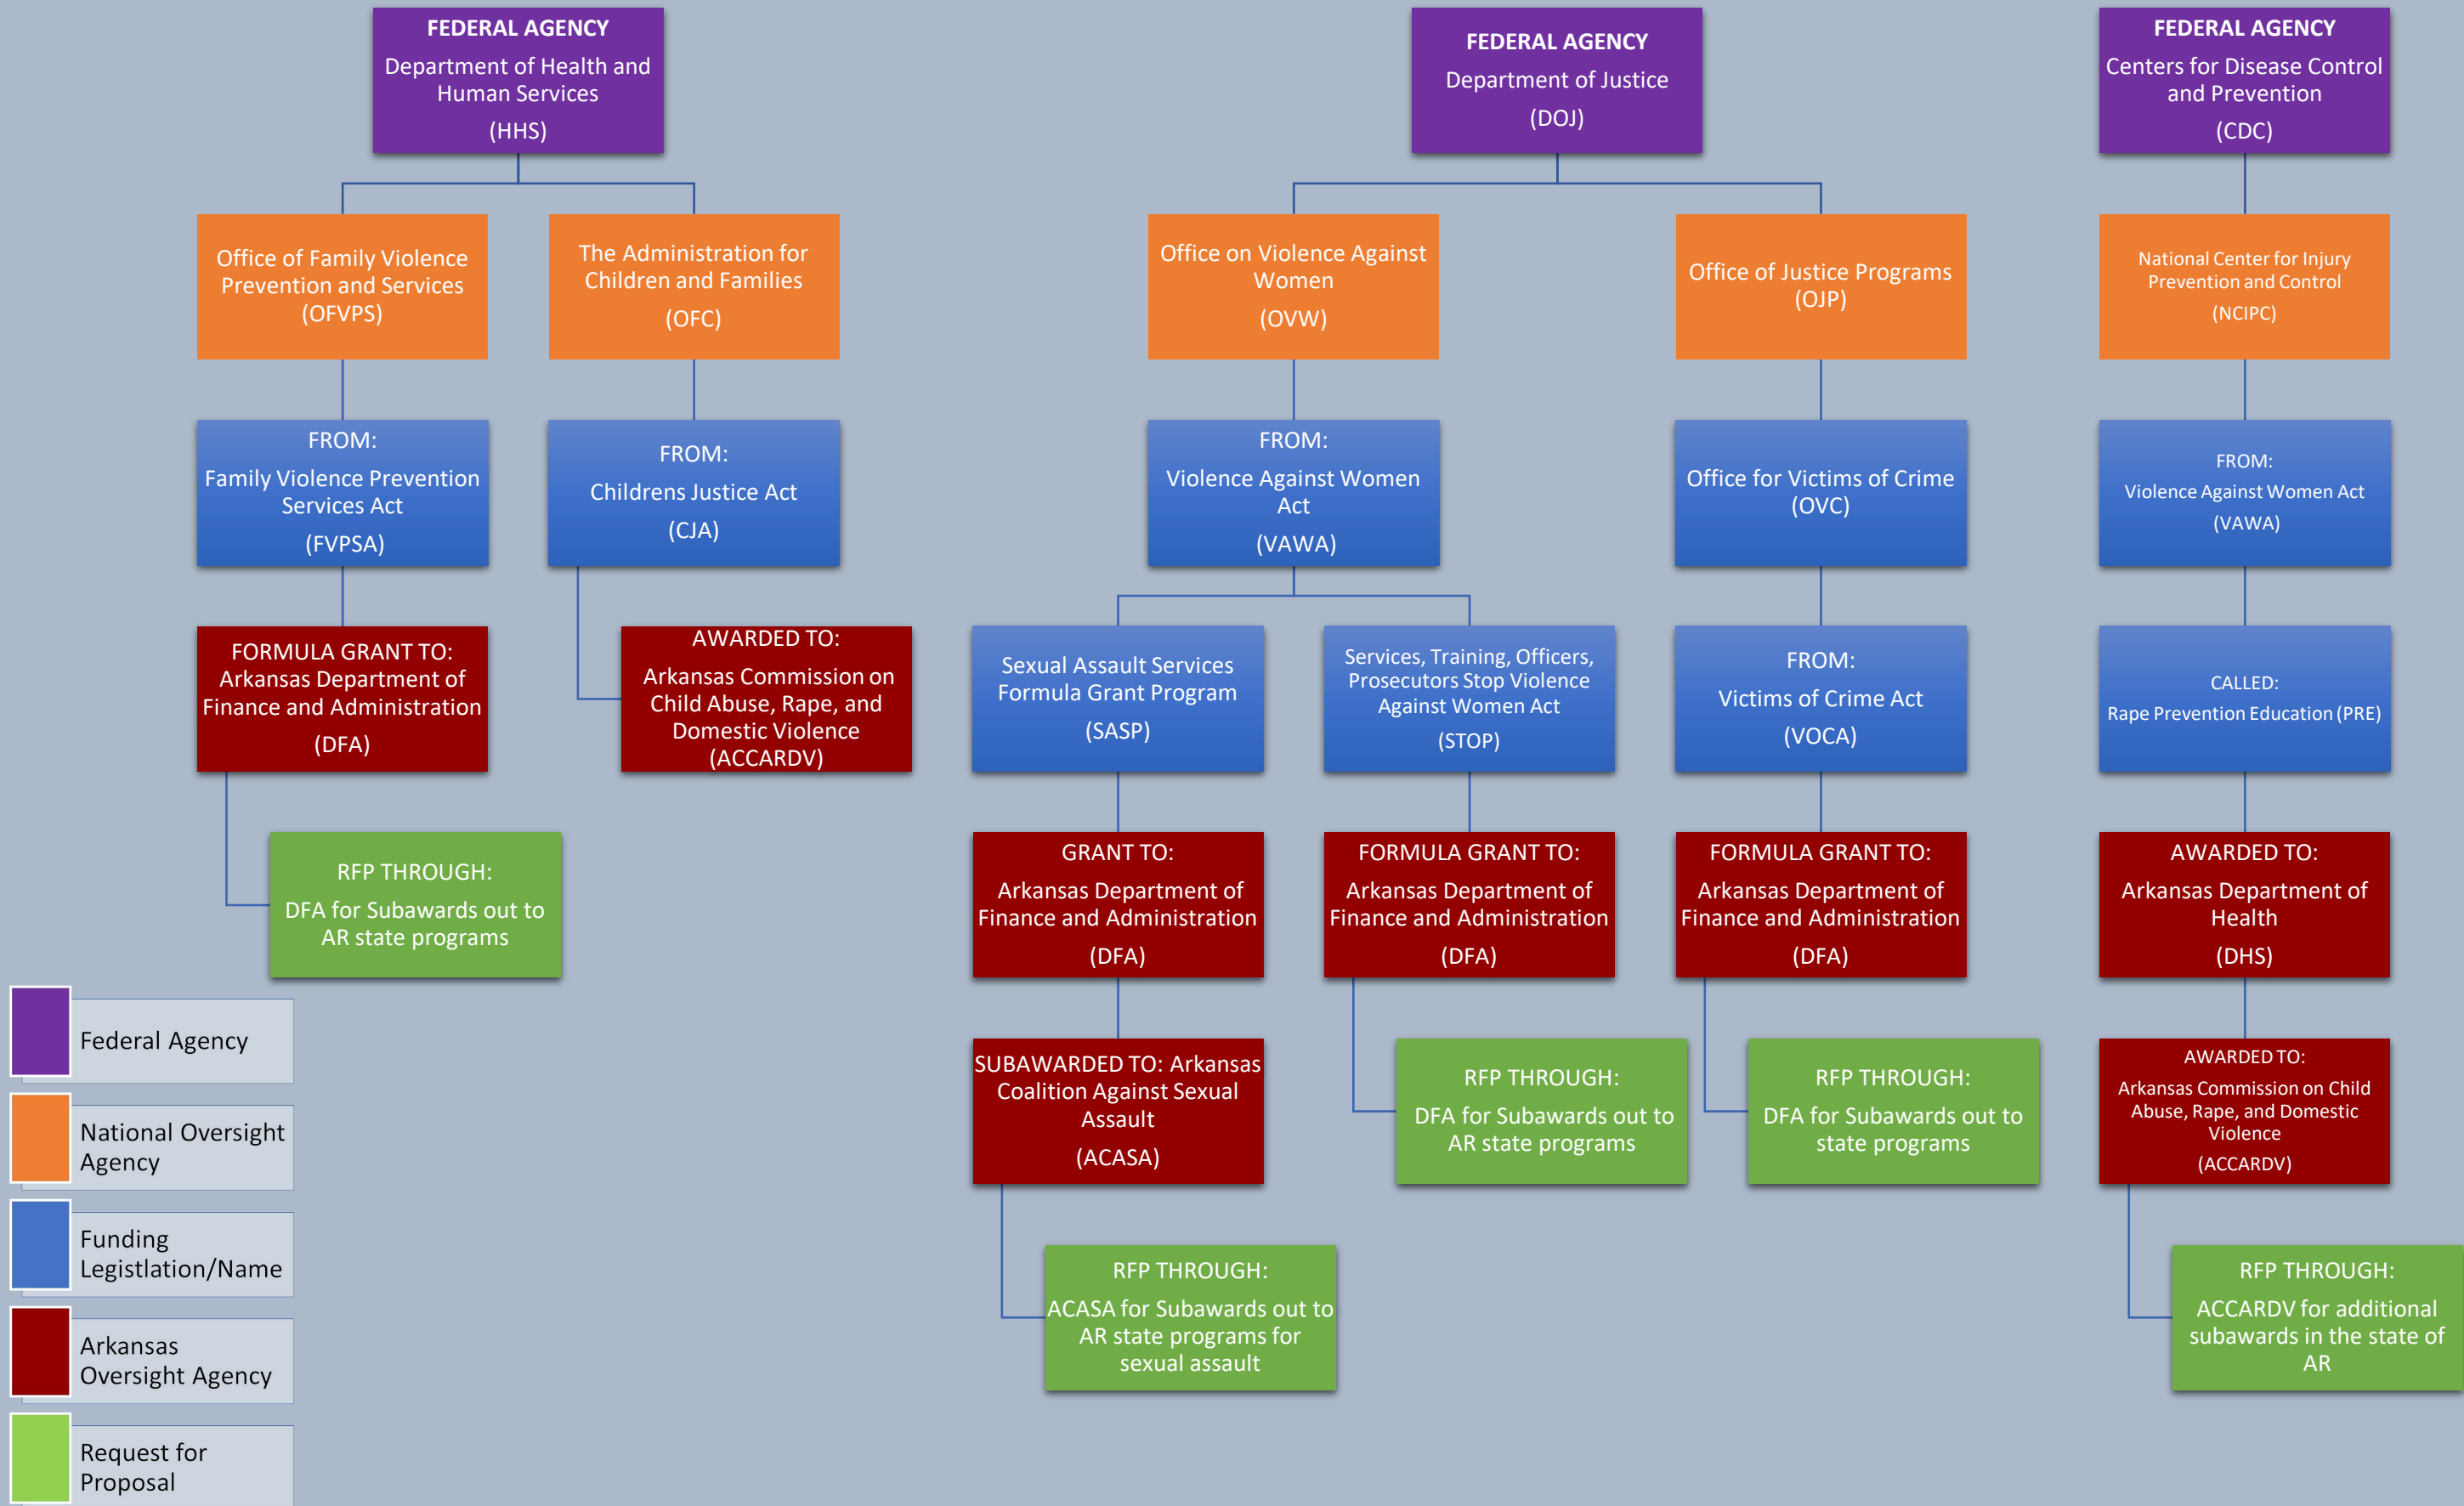 FEDERAL AGENCY
Department of Health and
Human Services
(HHS)
FEDERAL AGENCY
Department of Justice
(DOJ)
FEDERAL AGENCY
Centers for Disease Control
and Prevention
(CDC)
Office of Family Violence
Prevention and Services
(OFVPS)
The Administration for
Children and Families
(OFC)
Office on Violence Against
Women
(OVW)
Office of Justice Programs
(OJP)
National Center for Injury
Prevention and Control
(NCIPC)
FROM:
Family Violence Prevention
Services Act
(FVPSA)
FROM:
Childrens Justice Act
(CJA)
FROM:
Violence Against Women
Act
(VAWA)
Office for Victims of Crime
(OVC)
FROM:
Violence Against Women Act
(VAWA)
FORMULA GRANT TO:
Arkansas Department of
Finance and Administration
(DFA)
AWARDED TO:
Arkansas Commission on
Child Abuse, Rape, and
Domestic Violence
(ACCARDV)
Sexual Assault Services
Formula Grant Program
(SASP)
Services, Training, Officers,
Prosecutors Stop Violence
Against Women Act
(STOP)
FROM:
Victims of Crime Act
(VOCA)
CALLED:
Rape Prevention Education (PRE)
RFP THROUGH:
DFA for Subawards out to
AR state programs
GRANT TO:
Arkansas Department of
Finance and Administration
(DFA)
FORMULA GRANT TO:
Arkansas Department of
Finance and Administration
(DFA)
FORMULA GRANT TO:
Arkansas Department of
Finance and Administration
(DFA)
AWARDED TO:
Arkansas Department of
Health
(DHS)
SUBAWARDED TO: Arkansas
Coalition Against Sexual
Assault
(ACASA)
RFP THROUGH:
DFA for Subawards out to
AR state programs
RFP THROUGH:
DFA for Subawards out to
state programs
AWARDED TO:
Arkansas Commission on Child
Abuse, Rape, and Domestic
Violence
(ACCARDV)
RFP THROUGH:
ACASA for Subawards out to
AR state programs for
sexual assault
RFP THROUGH:
ACCARDV for additional
subawards in the state of
AR
Federal Agency
National Oversight
Agency
Funding
Legistlation/Name
Arkansas
Oversight Agency
Request for
Proposal